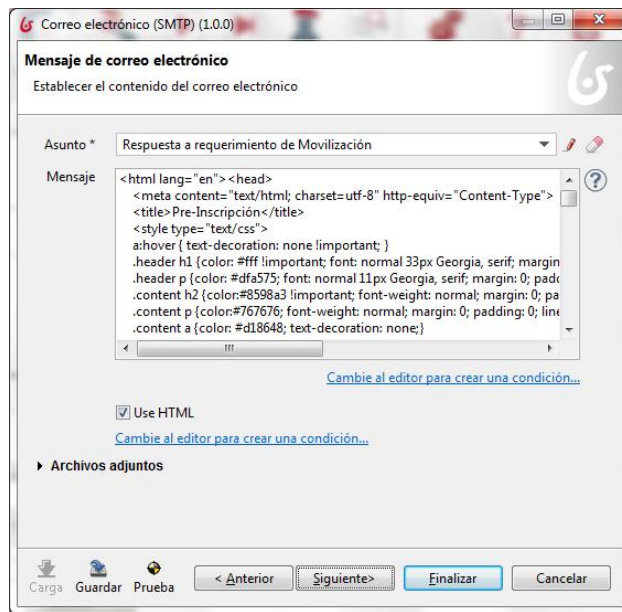 Correo electrónico (SMTP) (1.0.0)
Mensaje de correo electrónico
Establecer el contenido del correo electrónico
Asunto * Respuesta a requerimiento de Movilización
Mensaje <html lang="en"><head>
<meta content="text/html; charset=utf-8" http-equiv="Content-Type">
<title>Pre-Inscripción</title>
<style type="text/css">
a:hover { text-decoration: none !important; }
.header h1 {color: #fff !important; font: normal 33px Georgia, serif; margin
.header p {color: #dfa575; font: normal 11px Georgia, serif; margin: 0; padd
.content h2 {color:#8598a3 !important; font-weight: normal; margin: 0; pa
.content p {color:#767676; font-weight: normal; margin: 0; padding: 0; line
.content a {color: #d18648; text-decoration: none;}
Cambie al editor para crear una condición...
Use HTML
Cambie al editor para crear una condición...
Archivos adjuntos
Carga Guardar Prueba < Anterior Siguiente> Finalizar Cancelar